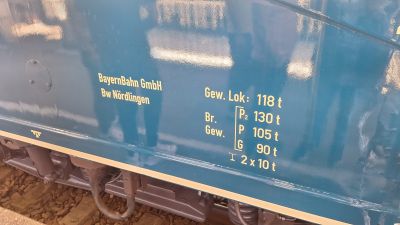 BayernBahn GmbH
Bw Nördlingen
Gew. Lok: 118 t
P2 130 t
Br. P 105 t
Gew. G 90 t
2 x 10 t